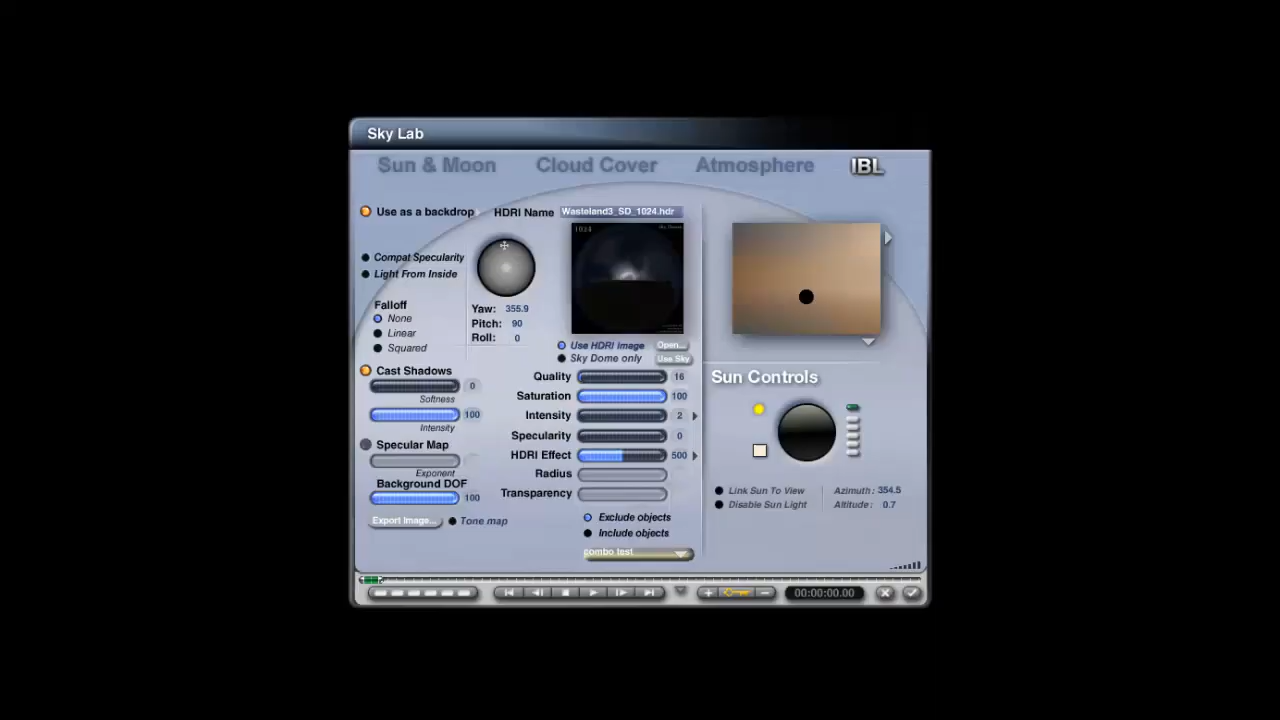 Sky Lab
Sun & Moon Cloud Cover Atmosphere IBL
Use as a backdrop
HDRI Name Wasteland3_SD_1024.hdr
1024
Compat Specularity
Light From Inside
Falloff
None
Linear
Squared
Yaw: 355.9
Pitch: 90
Roll: 0
Use HDRI image Open...
Sky Dome only Use Sky
Cast Shadows
0
Softness
100
Intensity
Specular Map
Exponent
Background DOF
100
Export Image... Tone map
Quality 16
Saturation 100
Intensity 2
Specularity 0
HDRI Effect 500
Radius
Transparency
Exclude objects
Include objects
combo test
Sun Controls
Link Sun To View
Disable Sun Light
Azimuth: 354.5
Altitude: 0.7
00:00:00.00